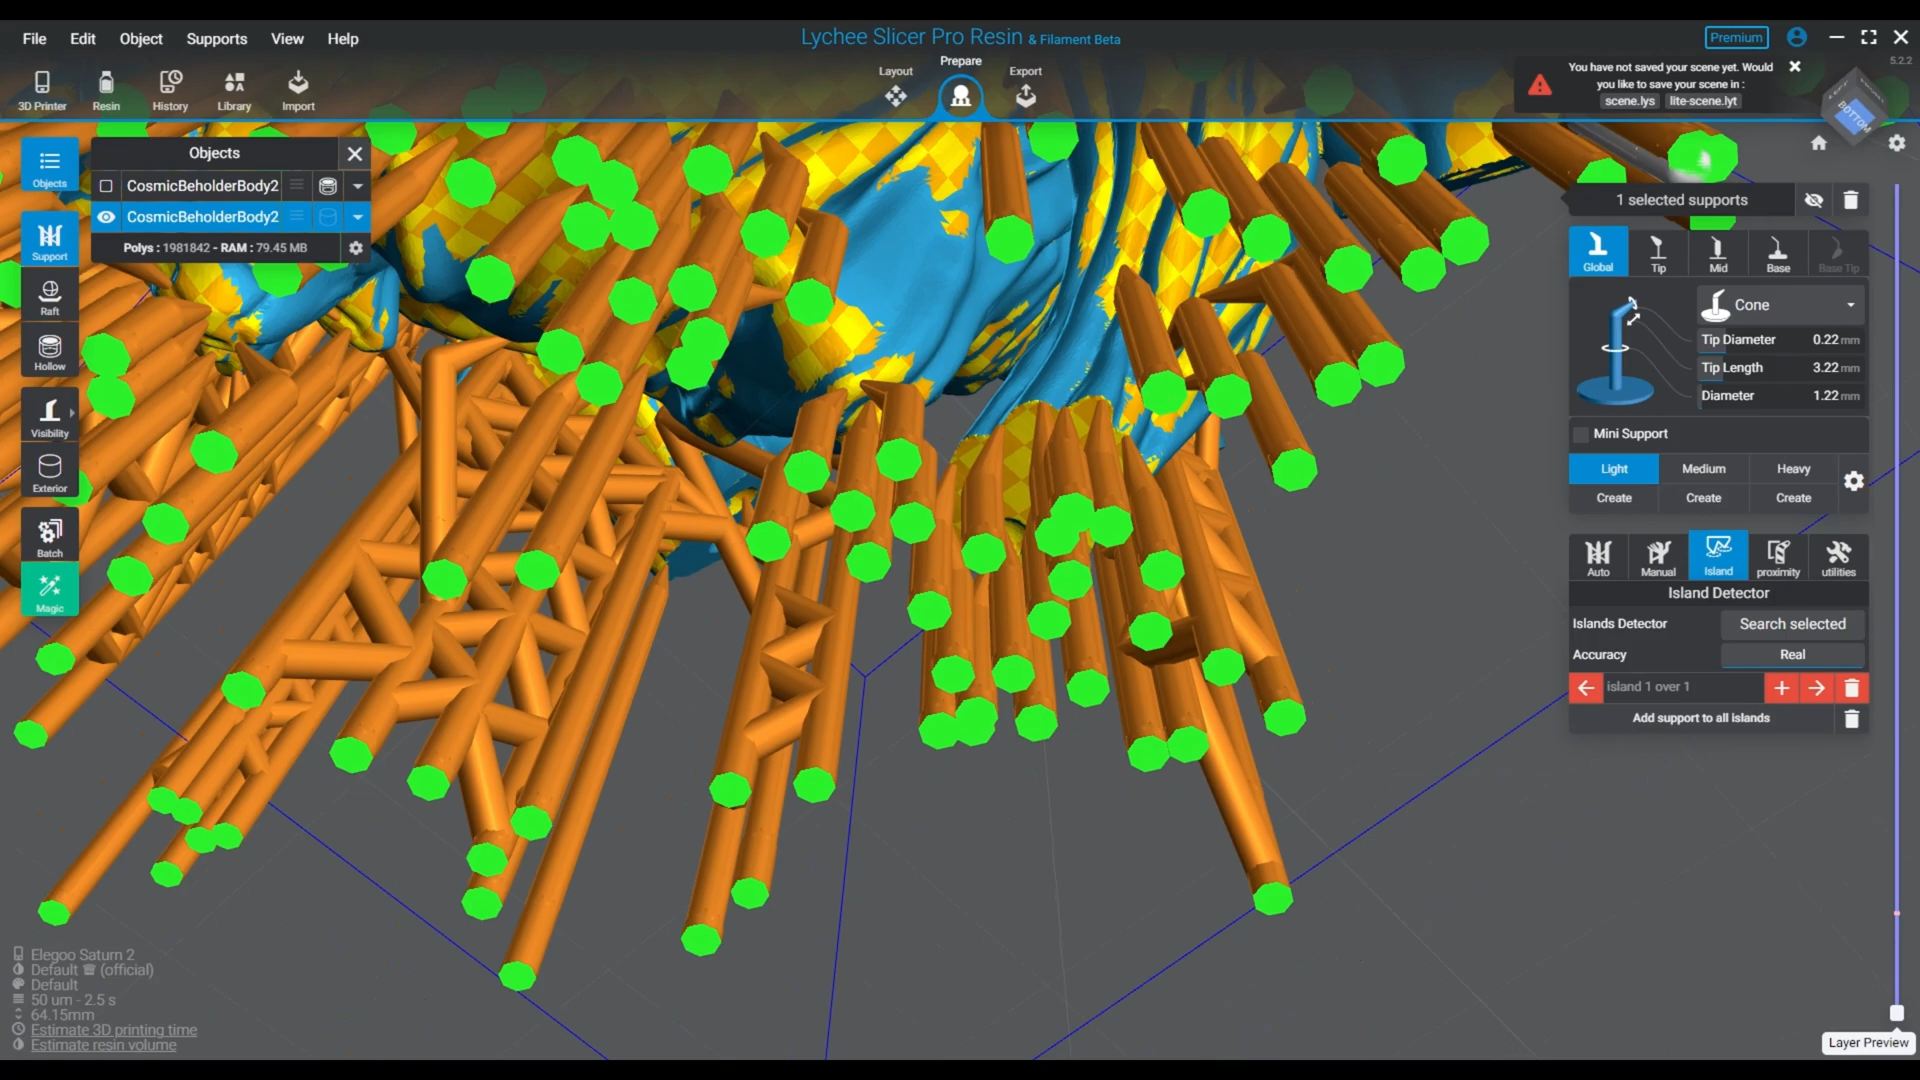 File Edit Object Supports View Help
Lychee Slicer Pro Resin & Filament Beta
Premium
5.2.2
3D Printer Resin History Library Import
Layout Prepare Export
You have not saved your scene yet. Would
you like to save your scene in :
scene.lys lite-scene.lyt
BOTTOM
Objects
Objects
CosmicBeholderBody2
CosmicBeholderBody2
Polys : 1981842 - RAM : 79.45 MB
Support
Raft
Hollow
Visibility
Exterior
Batch
Magic
1 selected supports
Global Tip Mid Base Base Tip
Cone
Tip Diameter 0.22 mm
Tip Length 3.22 mm
Diameter 1.22 mm
Mini Support
Light Medium Heavy
Create Create Create
Auto Manual Island proximity utilities
Island Detector
Islands Detector Search selected
Accuracy Real
island 1 over 1
Add support to all islands
Elegoo Saturn 2
Default (official)
Default
50 um - 2.5 s
64.15mm
Estimate 3D printing time
Estimate resin volume
Layer Preview